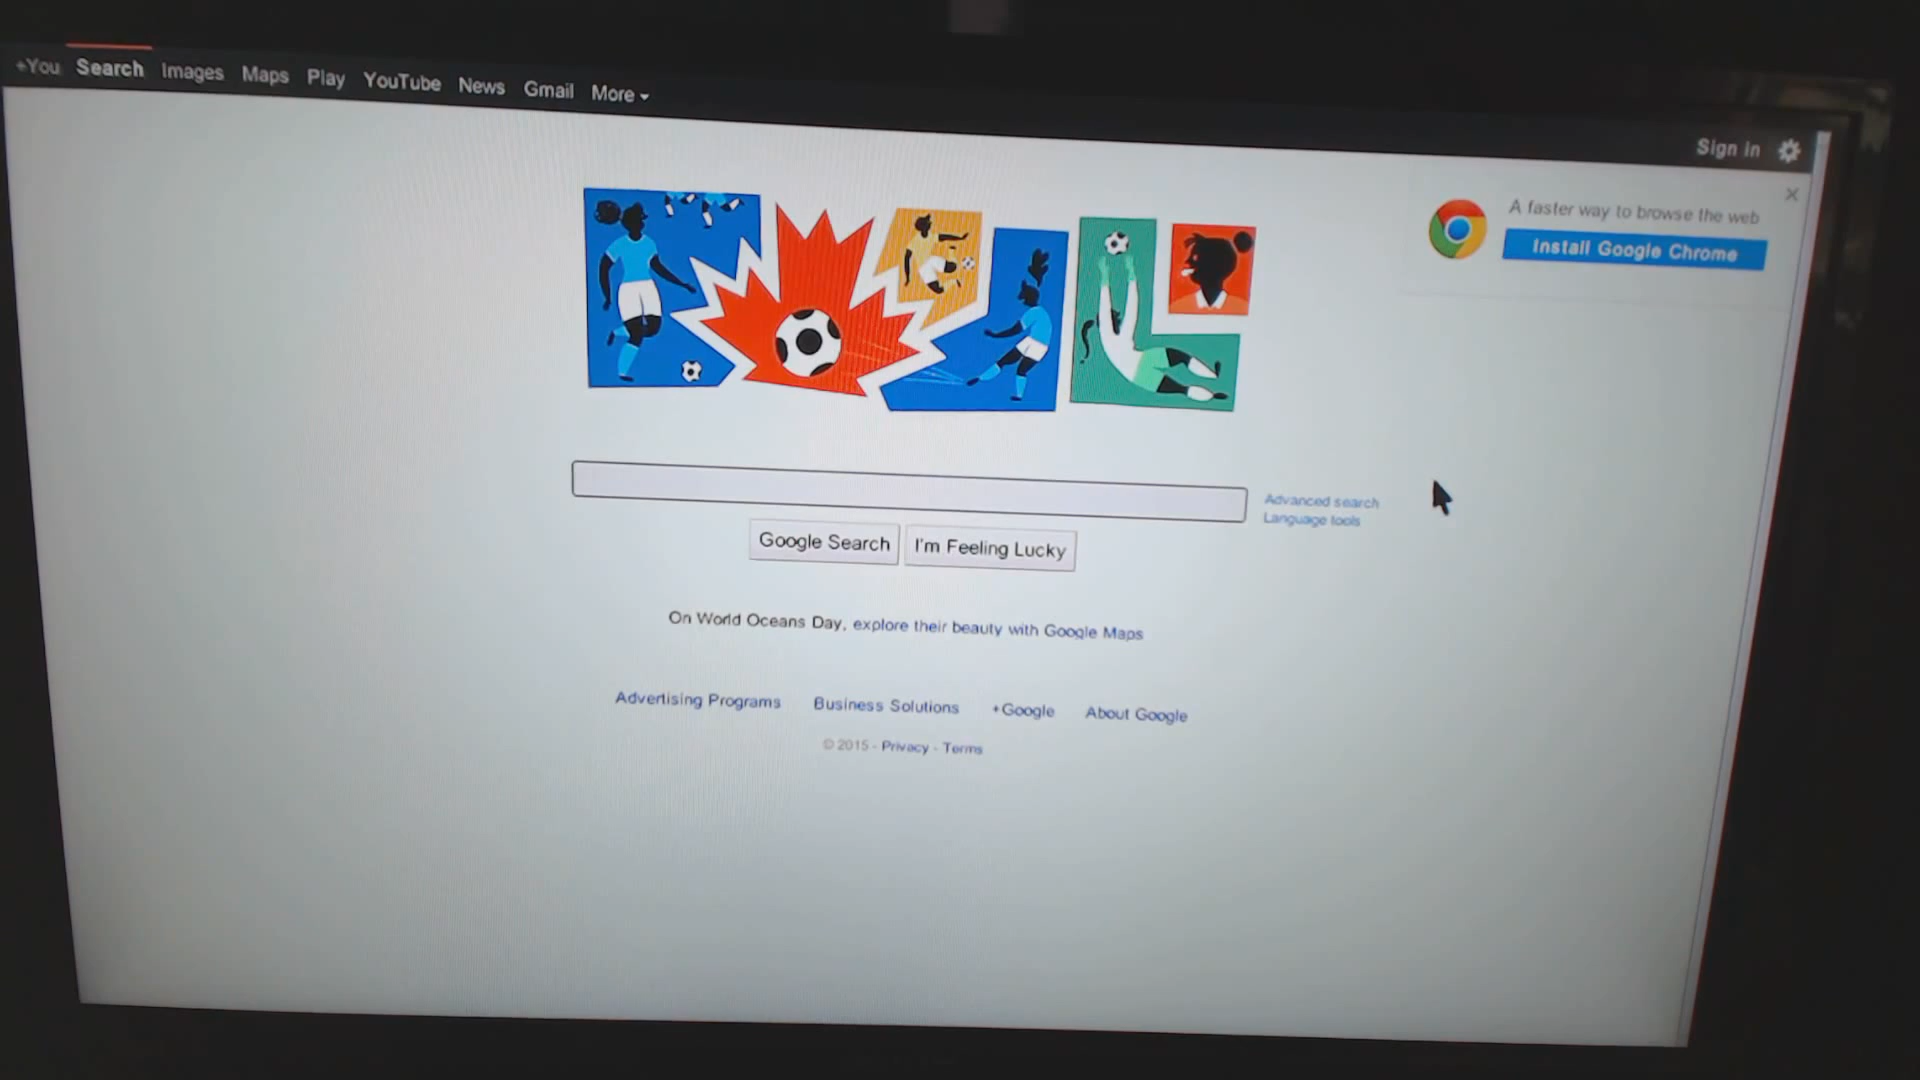 +You Search Images Maps Play YouTube News Gmail More
Sign in
A faster way to browse the web
Install Google Chrome
Advanced search
Language tools
Google Search I'm Feeling Lucky
On World Oceans Day, explore their beauty with Google Maps
Advertising Programs Business Solutions +Google About Google
© 2015 - Privacy - Terms